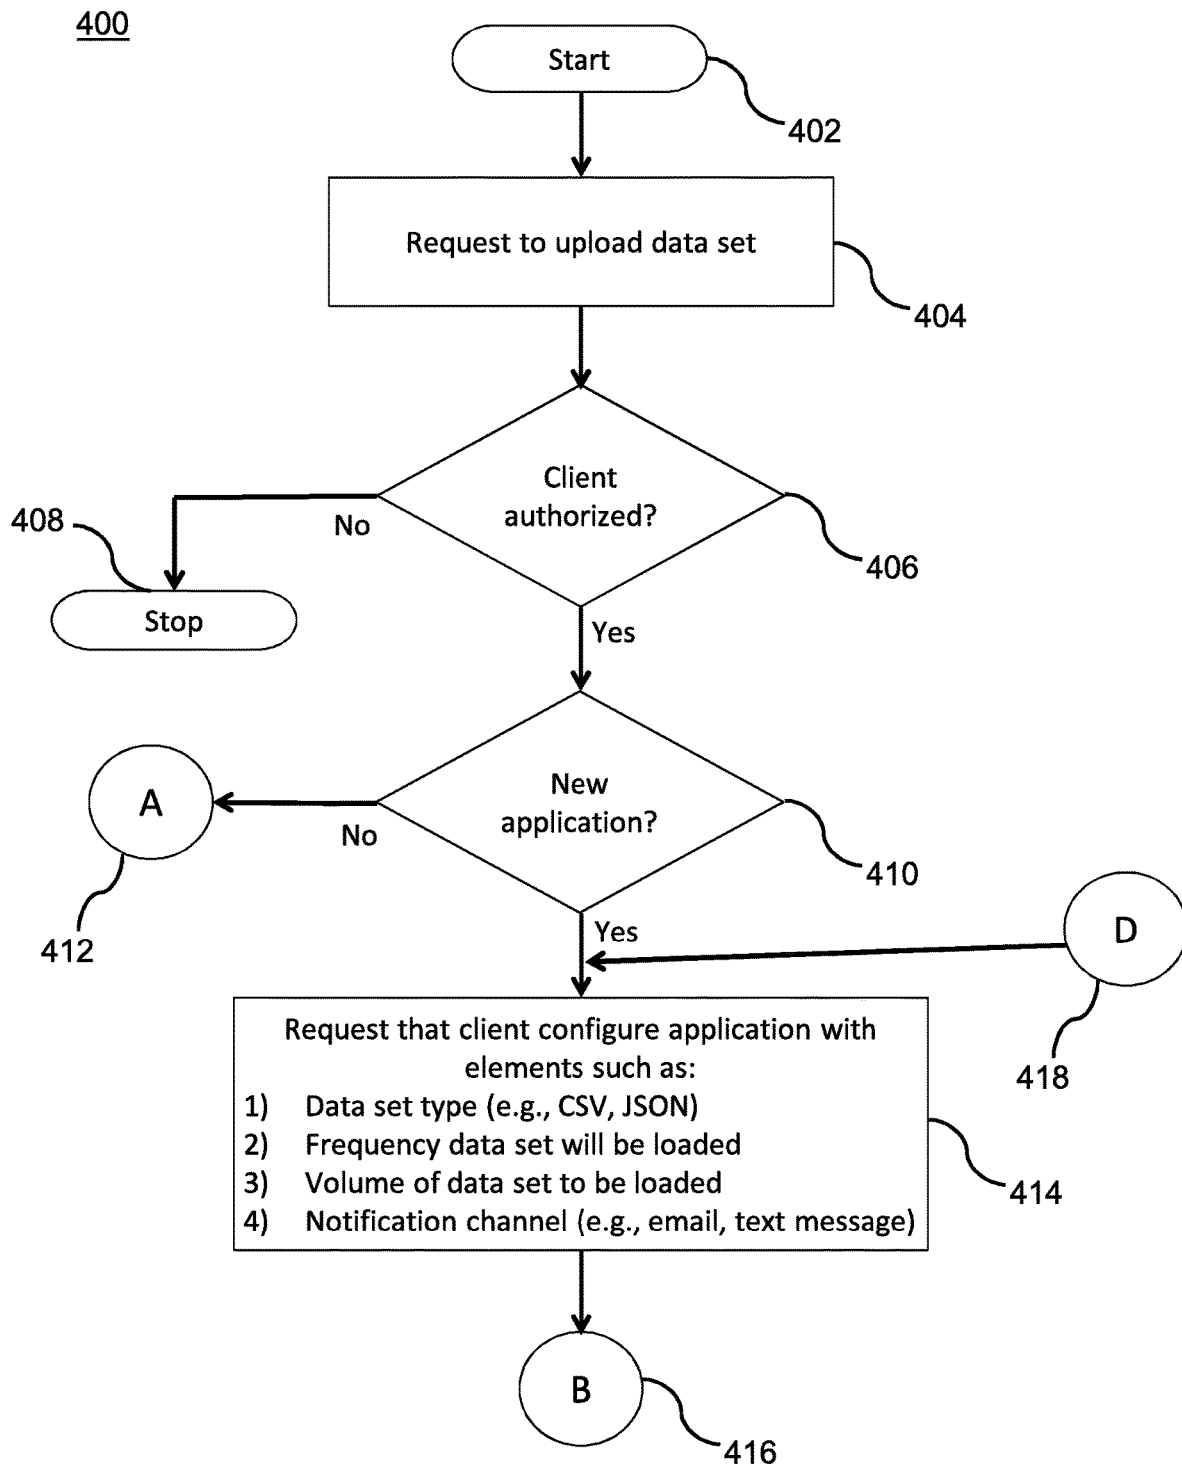 400
Start
402
Request to upload data set
404
Client
authorized?
No
408
406
Stop
Yes
New
application?
A
No
410
412
Yes
D
418
Request that client configure application with
elements such as:
1) Data set type (e.g., CSV, JSON)
2) Frequency data set will be loaded
3) Volume of data set to be loaded
4) Notification channel (e.g., email, text message)
414
B
416